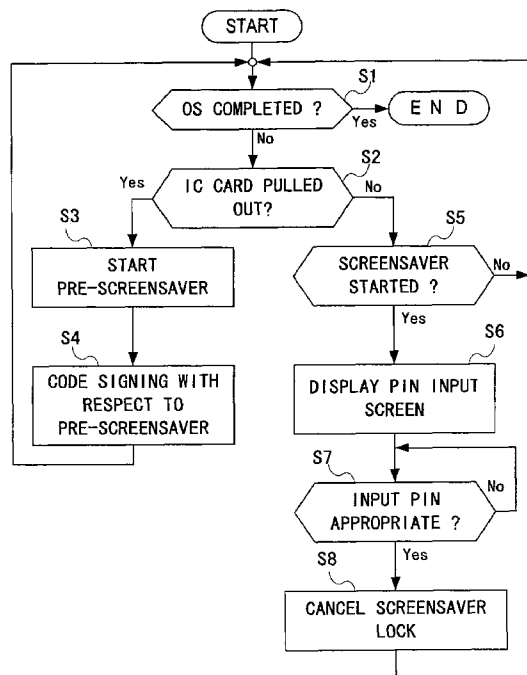 START
S1
OS COMPLETED ?
Yes
E N D
No
S2
IC CARD PULLED
OUT?
Yes
No
S3
START
PRE-SCREENSAVER
S4
CODE SIGNING WITH
RESPECT TO
PRE-SCREENSAVER
S5
SCREENSAVER
STARTED ?
No
Yes
S6
DISPLAY PIN INPUT
SCREEN
S7
INPUT PIN
APPROPRIATE ?
No
Yes
S8
CANCEL SCREENSAVER
LOCK